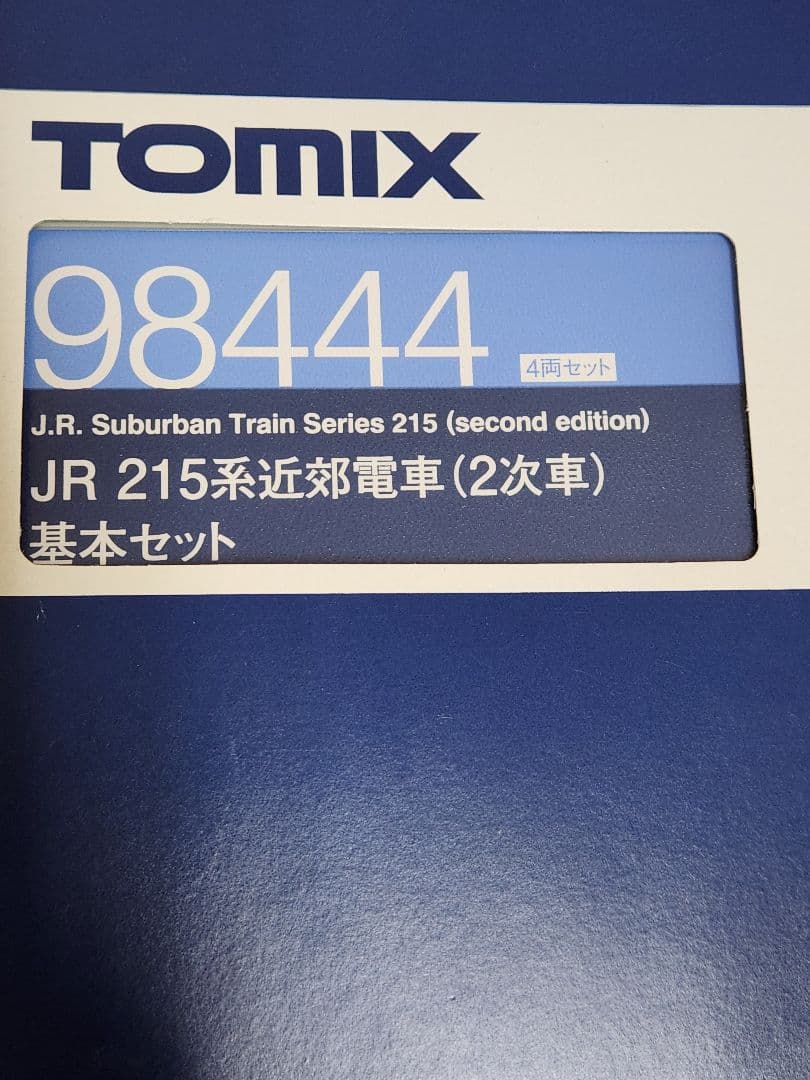 TOMIX
98444 4両セット
J.R. Suburban Train Series 215 (second edition)
JR 215系近郊電車(2次車)
基本セット